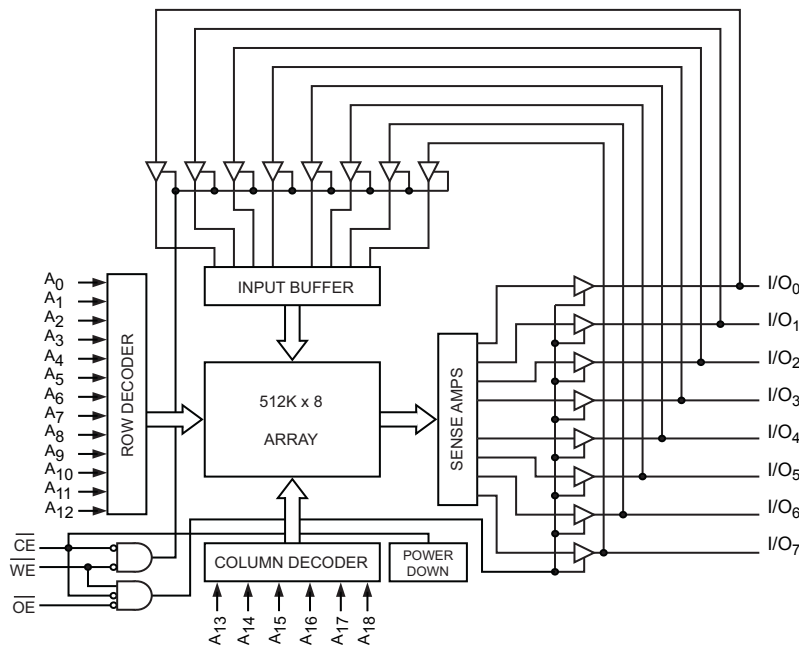 INPUT BUFFER
A0
A1
A2
A3
A4
A5
A6
A7
A8
A9
A10
A11
A12
ROW DECODER
512K x 8
ARRAY
SENSE AMPS
I/O0
I/O1
I/O2
I/O3
I/O4
I/O5
I/O6
I/O7
CE
WE
OE
COLUMN DECODER
POWER
DOWN
A13
A14
A15
A16
A17
A18